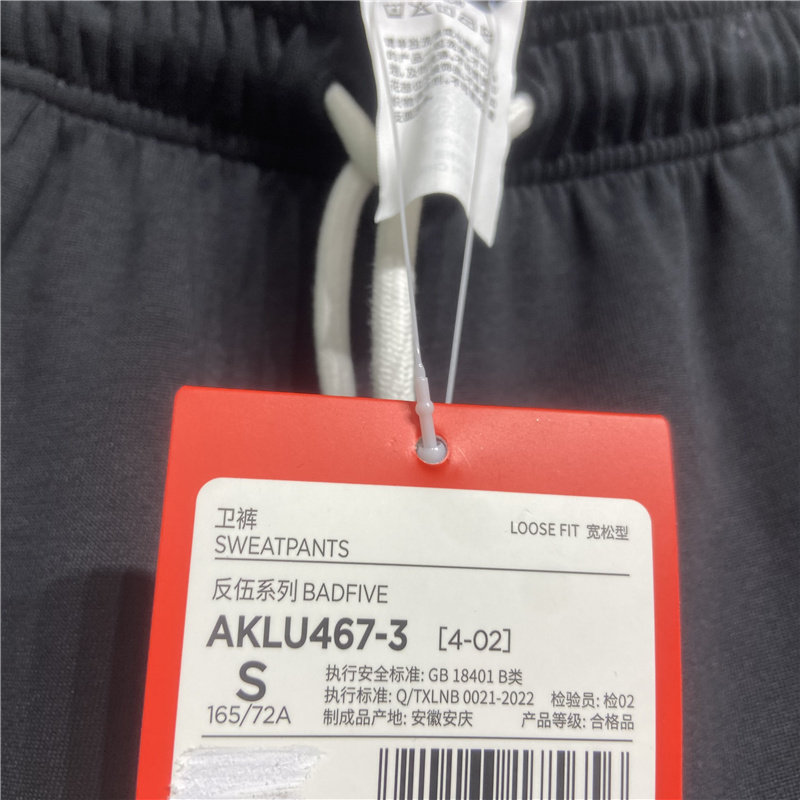 卫裤
LOOSE FIT 宽松型
SWEATPANTS
反伍系列 BADFIVE
AKLU467-3 [4-02]
S
165/72A
执行安全标准: GB 18401 B类
执行标准: Q/TXLNB 0021-2022 检验员: 检02
制成品产地: 安徽安庆 产品等级: 合格品